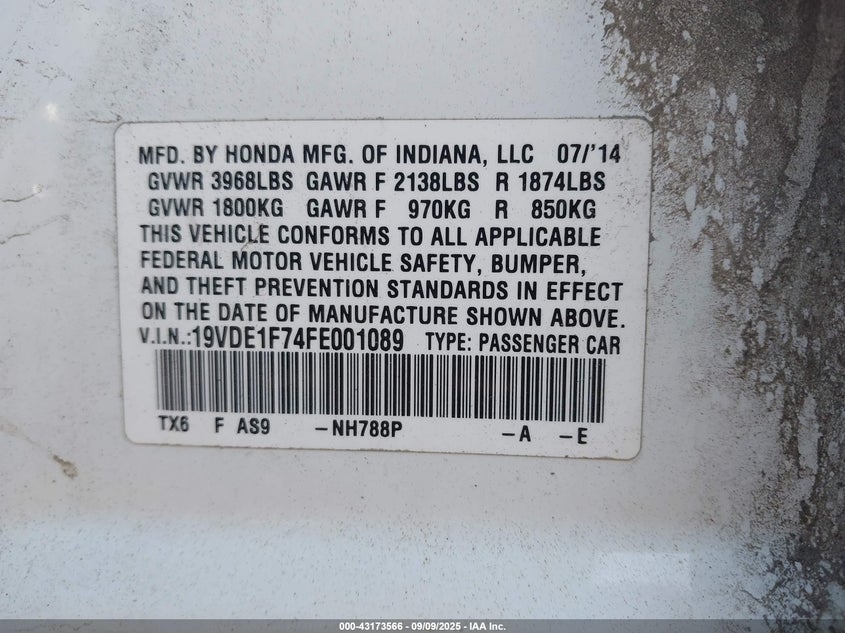 MFD. BY HONDA MFG. OF INDIANA, LLC 07/'14
GVWR 3968LBS GAWR F 2138LBS R 1874LBS
GVWR 1800KG GAWR F 970KG R 850KG
THIS VEHICLE CONFORMS TO ALL APPLICABLE
FEDERAL MOTOR VEHICLE SAFETY, BUMPER,
AND THEFT PREVENTION STANDARDS IN EFFECT
ON THE DATE OF MANUFACTURE SHOWN ABOVE.
V.I.N.:19VDE1F74FE001089 TYPE: PASSENGER CAR
TX6 F AS9 -NH788P -A -E
000-43173566 - 09/09/2025 - IAA Inc.